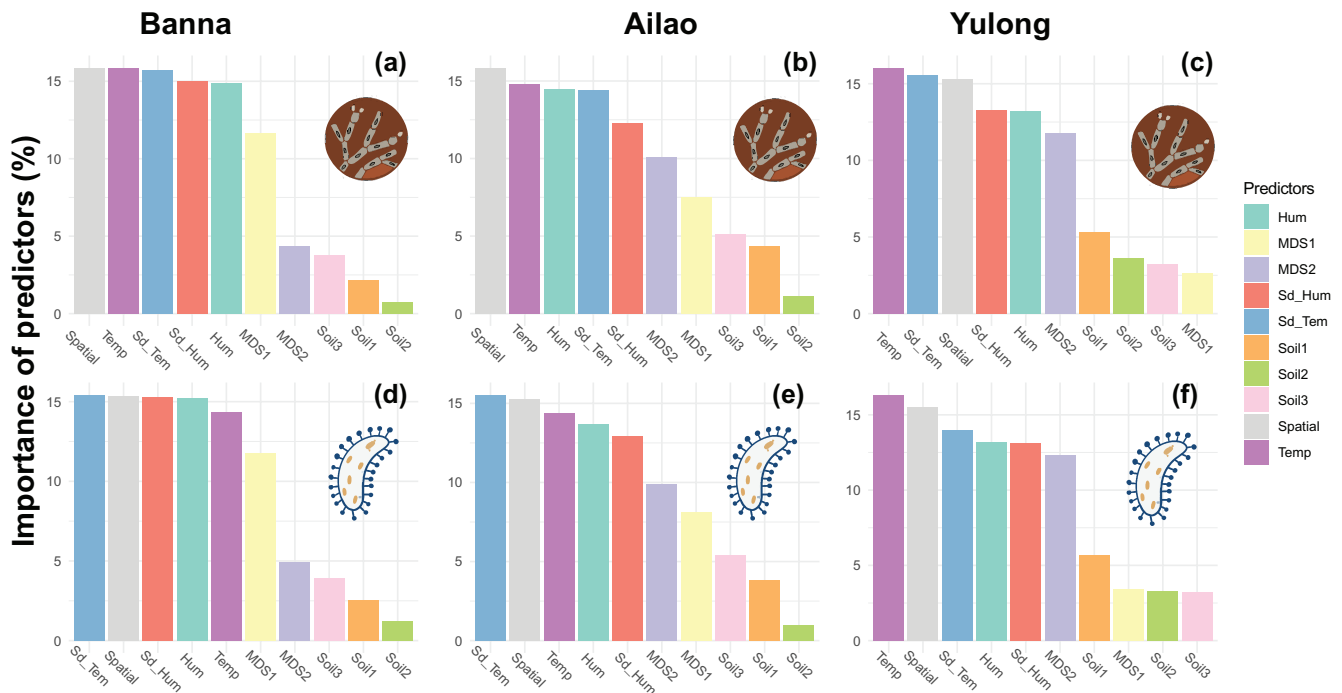 Banna
Ailao
Yulong
Importance of predictors (%)
(a)
15
10
5
0
Spatial
Temp
Sd_Tem
Sd_Hum
Hum
MDS1
MDS2
Soil3
Soil1
Soil2
(b)
15
10
5
0
Spatial
Temp
Hum
Sd_Tem
Sd_Hum
MDS2
MDS1
Soil3
Soil1
Soil2
(c)
15
10
5
0
Temp
Sd_Tem
Spatial
Sd_Hum
Hum
MDS2
Soil1
Soil2
Soil3
MDS1
(d)
15
10
5
0
Sd_Tem
Spatial
Sd_Hum
Hum
Temp
MDS1
MDS2
Soil3
Soil1
Soil2
(e)
15
10
5
0
Sd_Tem
Spatial
Temp
Hum
Sd_Hum
MDS2
MDS1
Soil3
Soil1
Soil2
(f)
15
10
5
0
Temp
Spatial
Sd_Tem
Hum
Sd_Hum
MDS2
Soil1
MDS1
Soil2
Soil3
Predictors
Hum
MDS1
MDS2
Sd_Hum
Sd_Tem
Soil1
Soil2
Soil3
Spatial
Temp